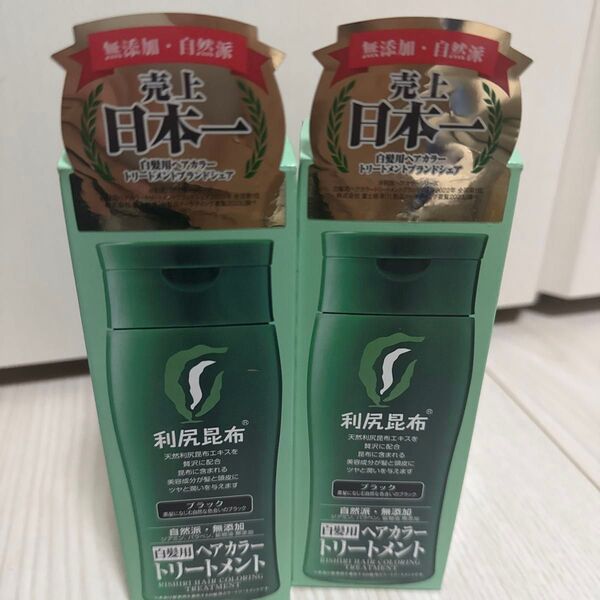 無添加・自然派
売上
日本一
白髪用ヘアカラー
トリートメントブランドシェア
利尻昆布®
天然利尻昆布エキスを
贅沢に配合
昆布に含まれる
美容成分が髪と頭皮に
ツヤと潤いを与えます
ブラック
自然派・無添加
白髪用 ヘアカラー
トリートメント
RISHIRI HAIR COLORING
TREATMENT
無添加・自然派
売上
日本一
白髪用ヘアカラー
トリートメントブランドシェア
利尻昆布®
天然利尻昆布エキスを
贅沢に配合
昆布に含まれる
美容成分が髪と頭皮に
ツヤと潤いを与えます
ブラック
自然派・無添加
白髪用 ヘアカラー
トリートメント
RISHIRI HAIR COLORING
TREATMENT